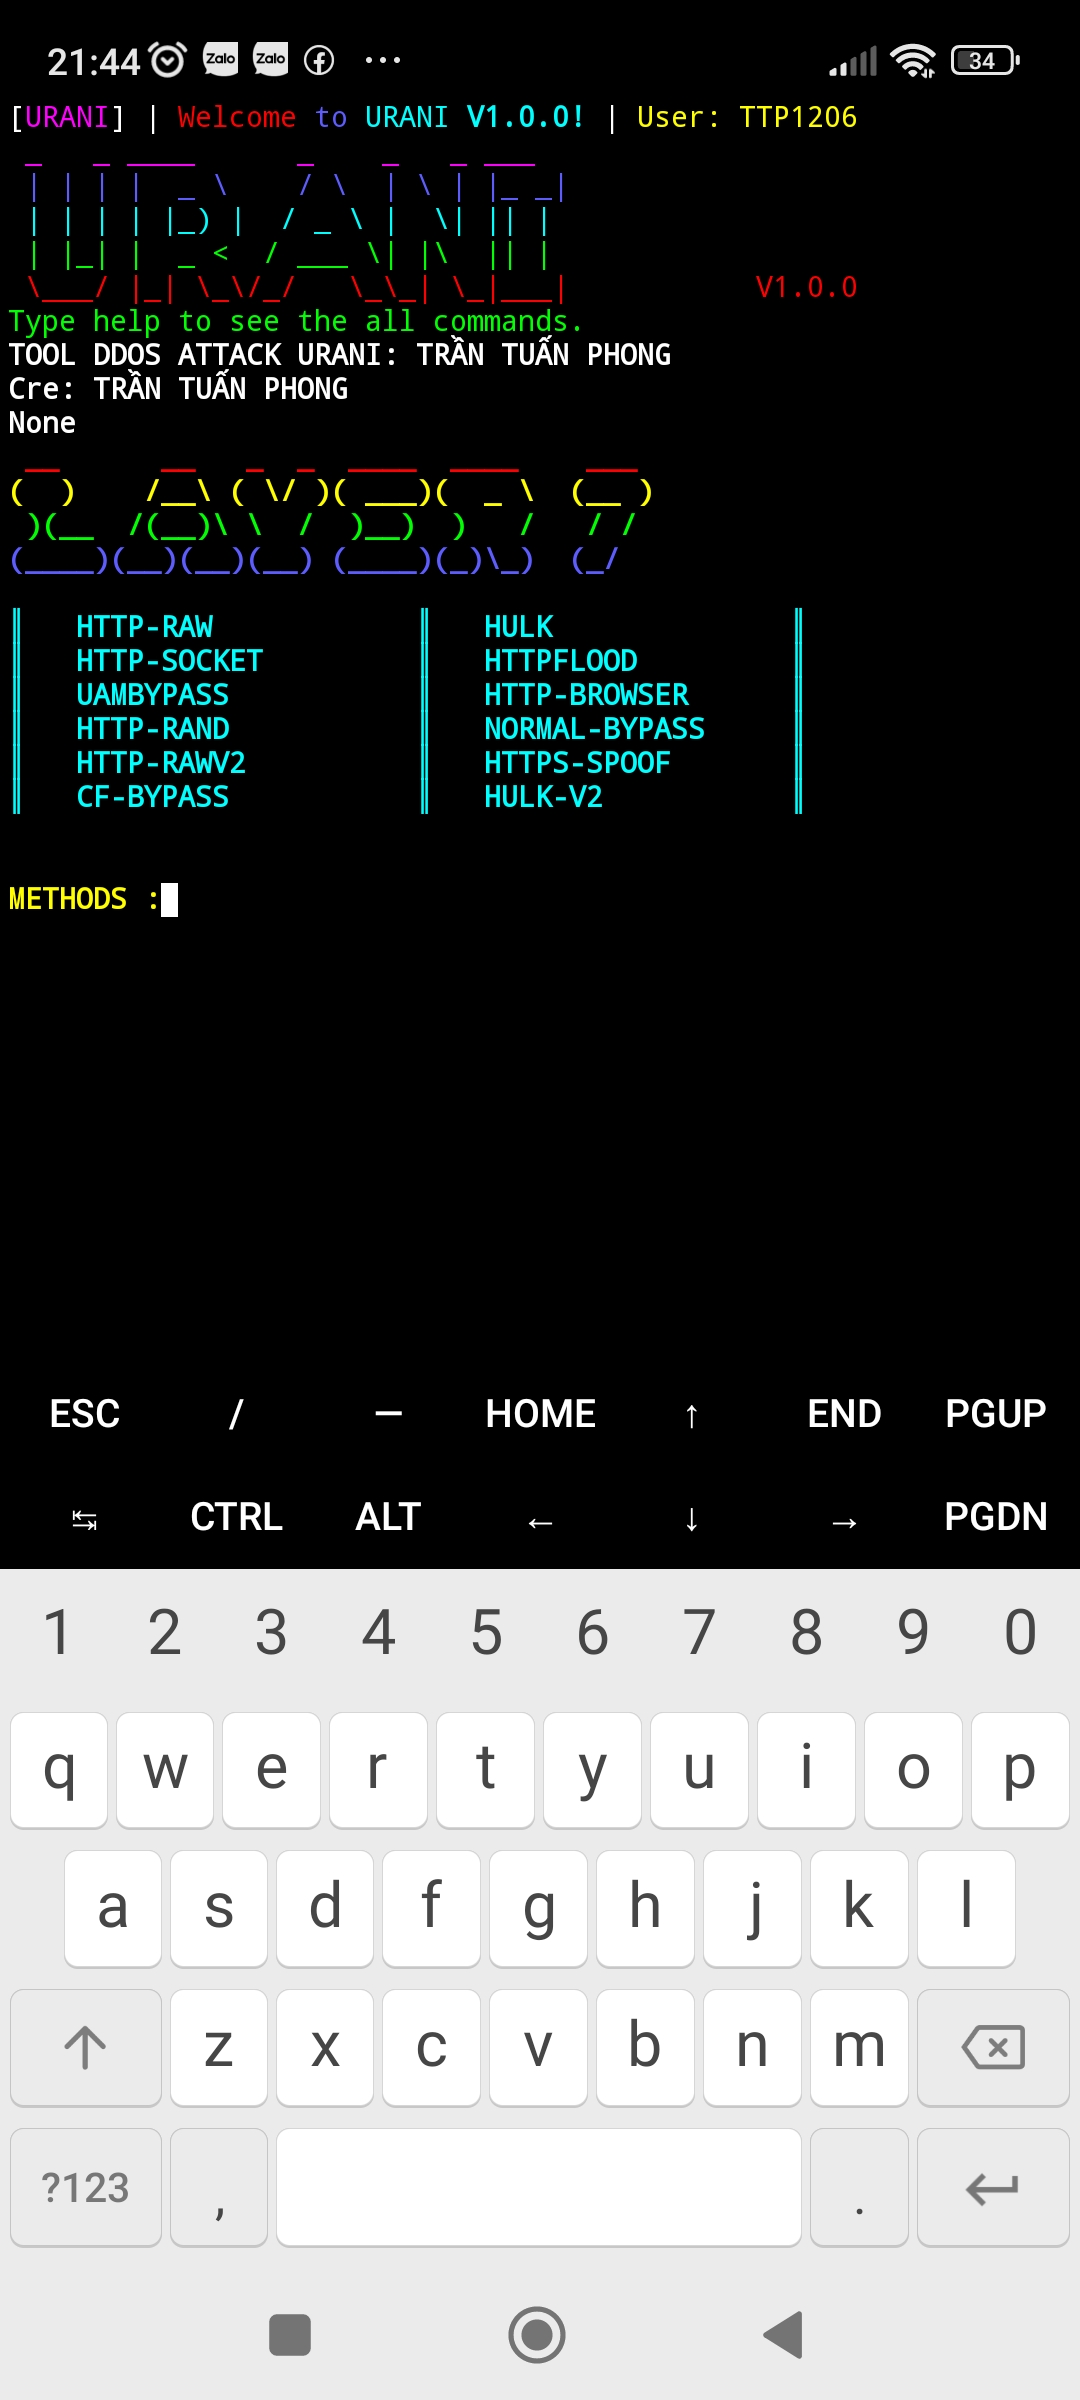 21:44 Zalo Zalo 34
[URANI] | Welcome to URANI V1.0.0! | User: TTP1206
URANI
V1.0.0
Type help to see the all commands.
TOOL DDOS ATTACK URANI: TRẦN TUẤN PHONG
Cre: TRẦN TUẤN PHONG
None
LAYER 7
HTTP-RAW HULK
HTTP-SOCKET HTTPFLOOD
UAMBYPASS HTTP-BROWSER
HTTP-RAND NORMAL-BYPASS
HTTP-RAWV2 HTTPS-SPOOF
CF-BYPASS HULK-V2
METHODS :
ESC / — HOME ↑ END PGUP
↹ CTRL ALT ← ↓ → PGDN
1 2 3 4 5 6 7 8 9 0
q w e r t y u i o p
a s d f g h j k l
z x c v b n m
?123 , .